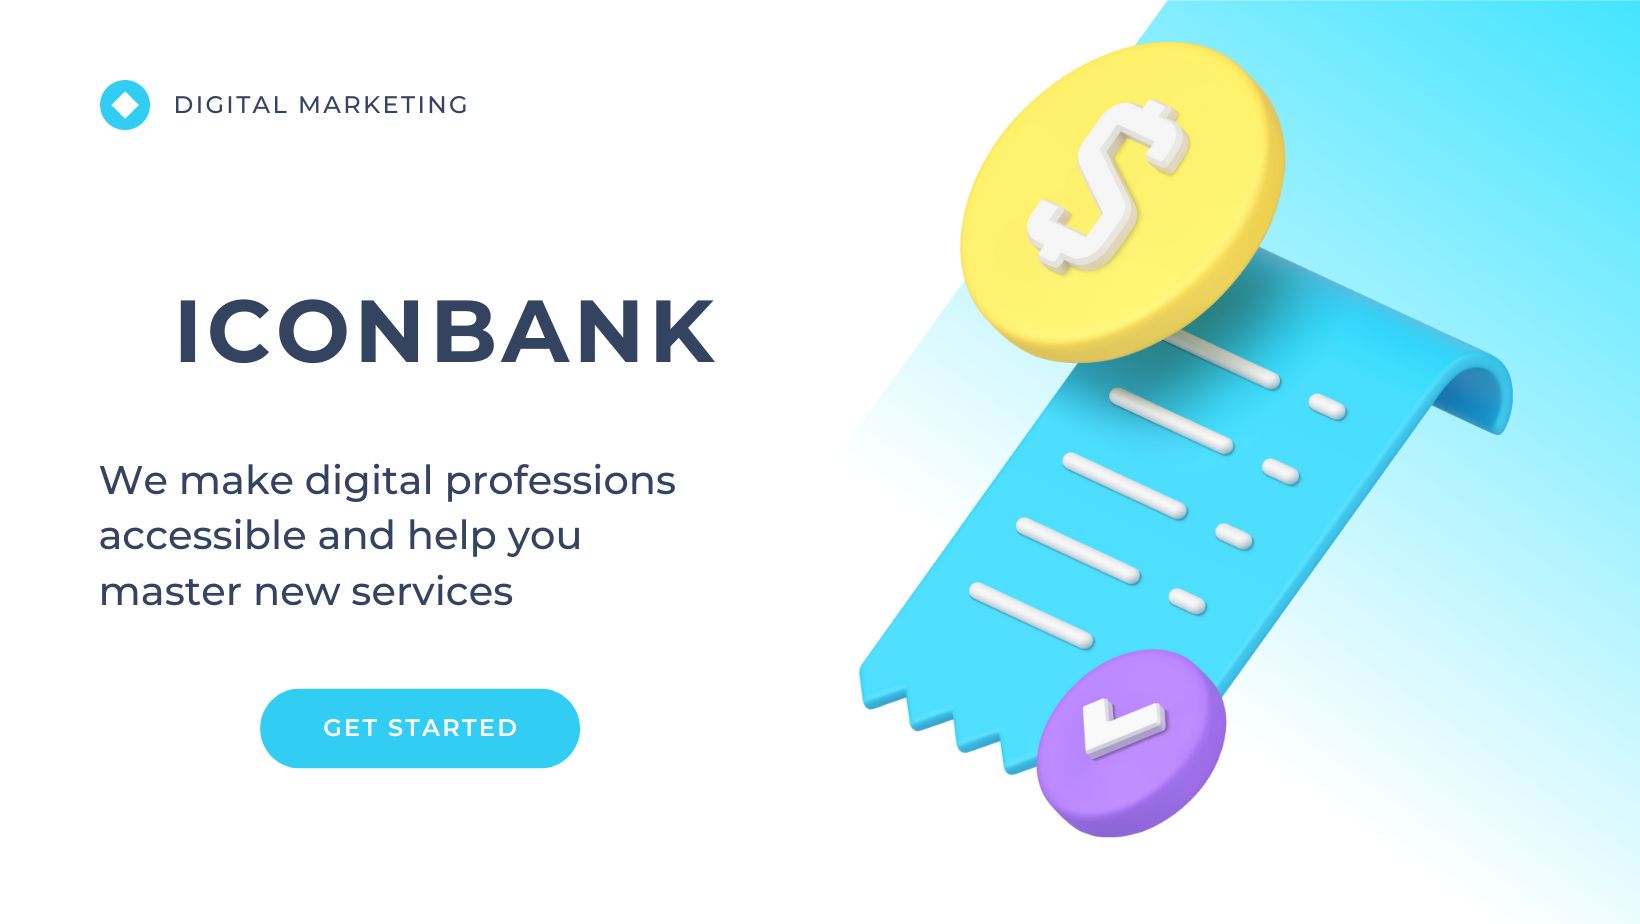 DIGITAL MARKETING
ICONBANK
We make digital professions
accessible and help you
master new services
GET STARTED
$